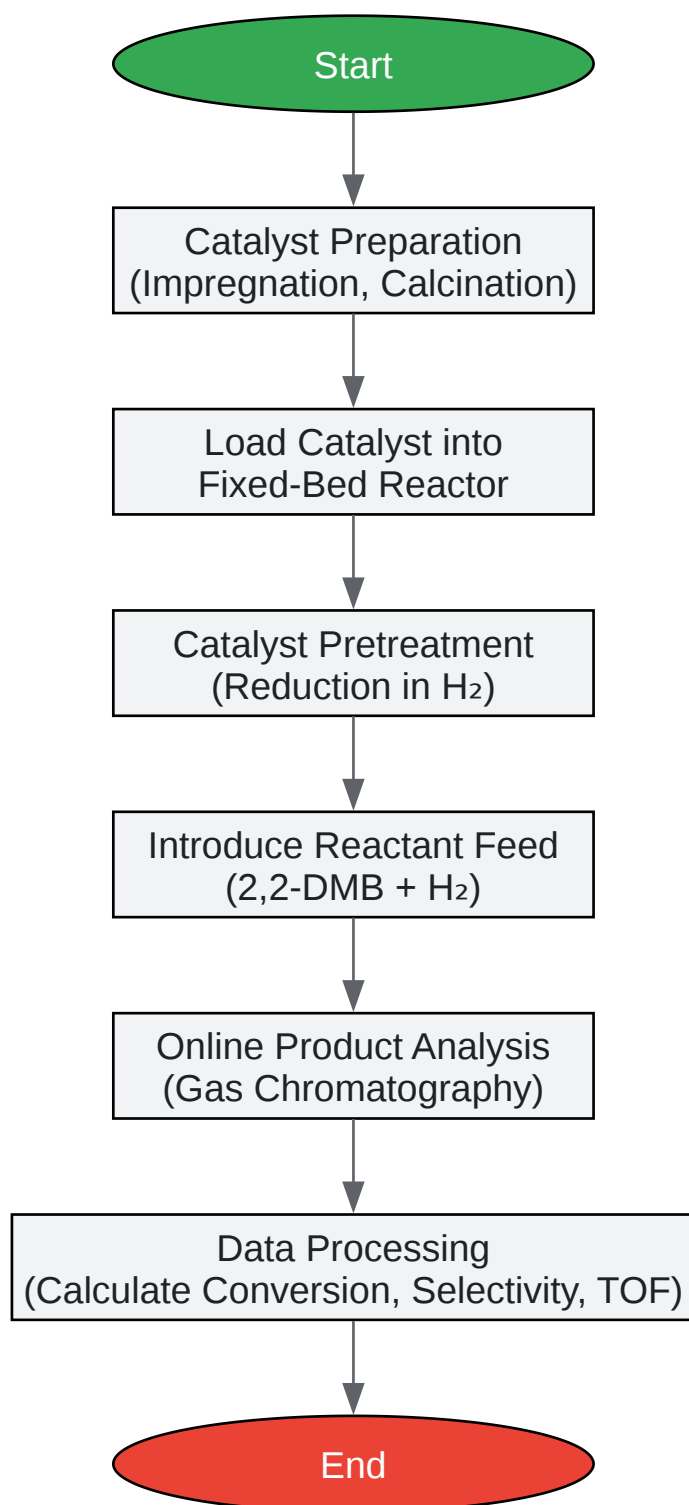 Start
Catalyst Preparation
(Impregnation, Calcination)
Load Catalyst into
Fixed-Bed Reactor
Catalyst Pretreatment
(Reduction in H₂)
Introduce Reactant Feed
(2,2-DMB + H₂)
Online Product Analysis
(Gas Chromatography)
Data Processing
(Calculate Conversion, Selectivity, TOF)
End